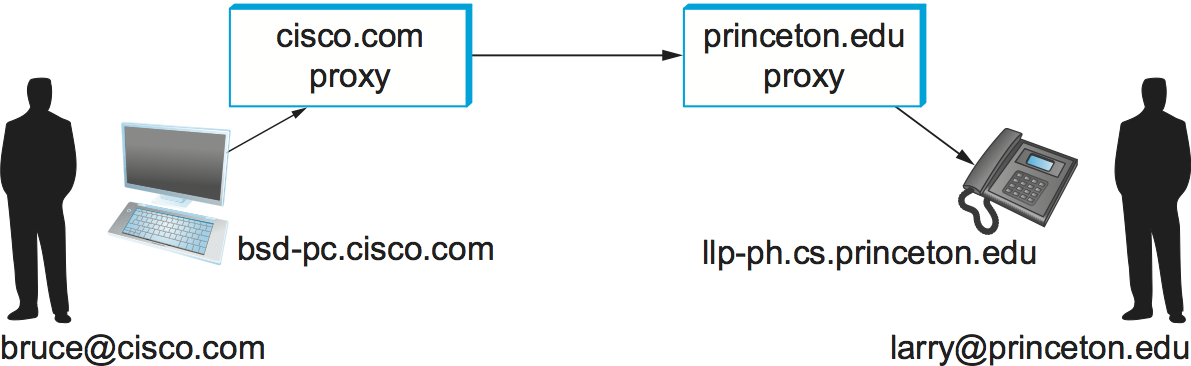 cisco.com
proxy
princeton.edu
proxy
bsd-pc.cisco.com
llp-ph.cs.princeton.edu
bruce@cisco.com
larry@princeton.edu